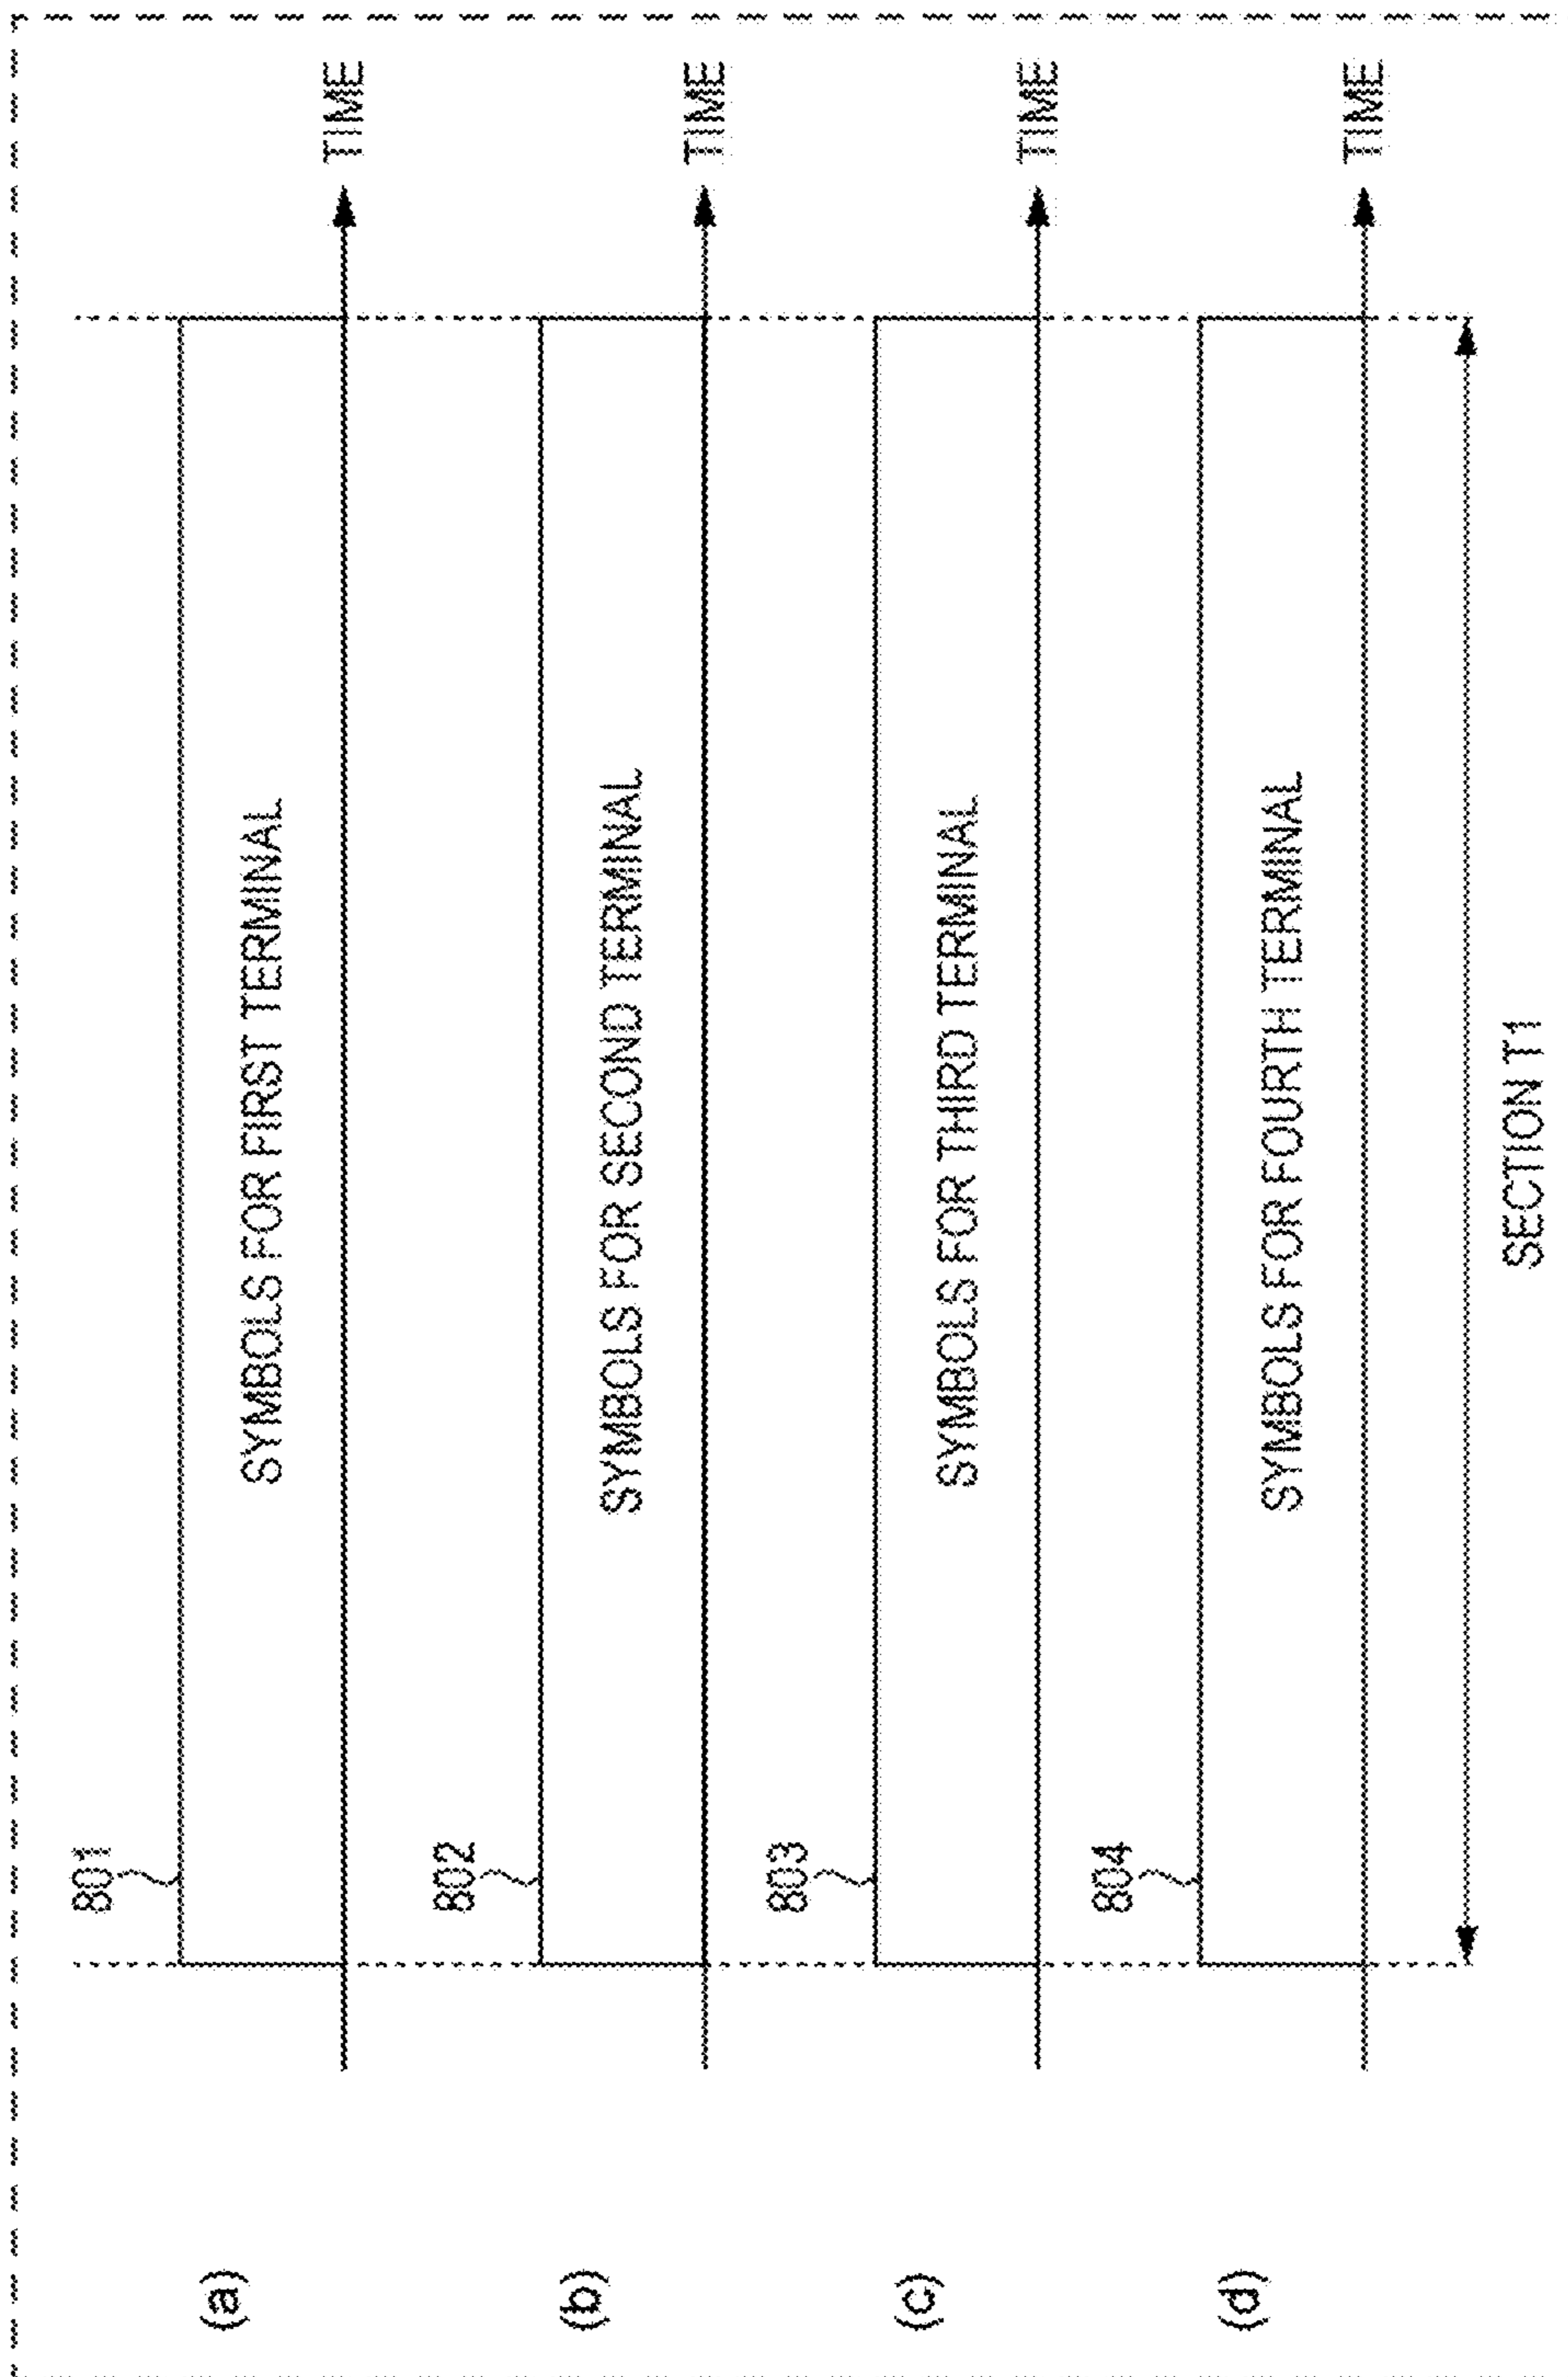 801
(a)
SYMBOLS FOR FIRST TERMINAL
TIME
802
(b)
SYMBOLS FOR SECOND TERMINAL
TIME
803
(c)
SYMBOLS FOR THIRD TERMINAL
TIME
804
(d)
SYMBOLS FOR FOURTH TERMINAL
TIME
SECTION T1